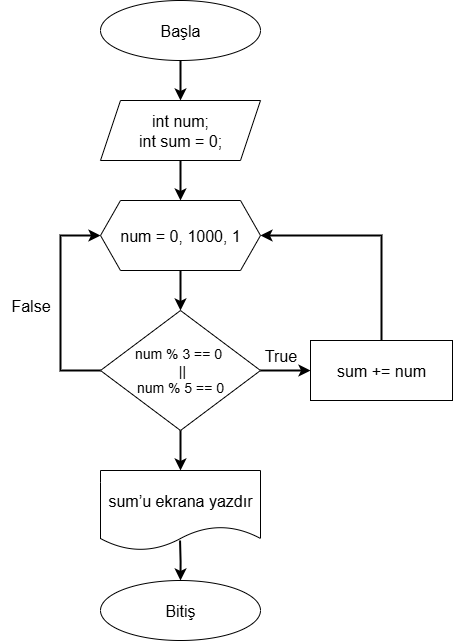 Başla
int num;
int sum = 0;
num = 0, 1000, 1
False
num % 3 == 0
||
num % 5 == 0
True
sum += num
sum’u ekrana yazdır
Bitiş